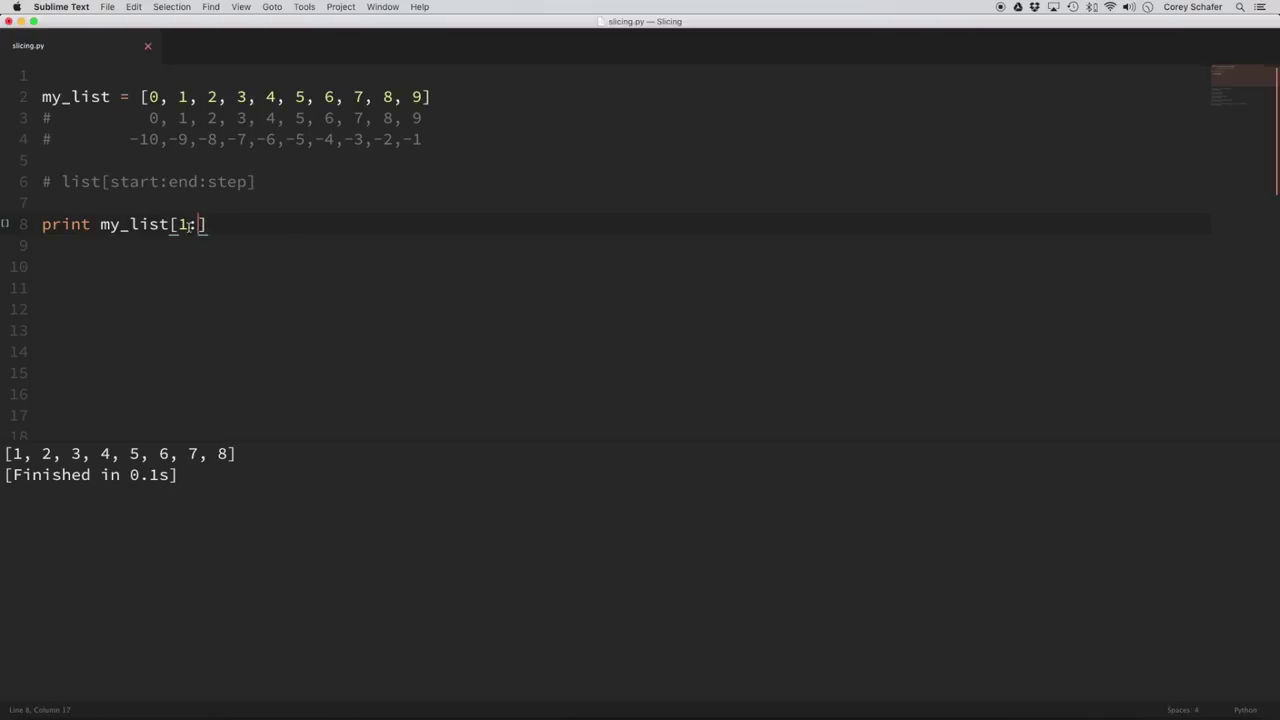 Sublime Text File Edit Selection Find View Goto Tools Project Window Help Corey Schafer
slicing.py — Slicing
slicing.py
1
2 my_list = [0, 1, 2, 3, 4, 5, 6, 7, 8, 9]
3 # 0, 1, 2, 3, 4, 5, 6, 7, 8, 9
4 # -10,-9,-8,-7,-6,-5,-4,-3,-2,-1
5
6 # list[start:end:step]
7
8 print my_list[1:]
9
10
11
12
13
14
15
16
17
18
[1, 2, 3, 4, 5, 6, 7, 8]
[Finished in 0.1s]
Line 8, Column 17 Spaces: 4 Python